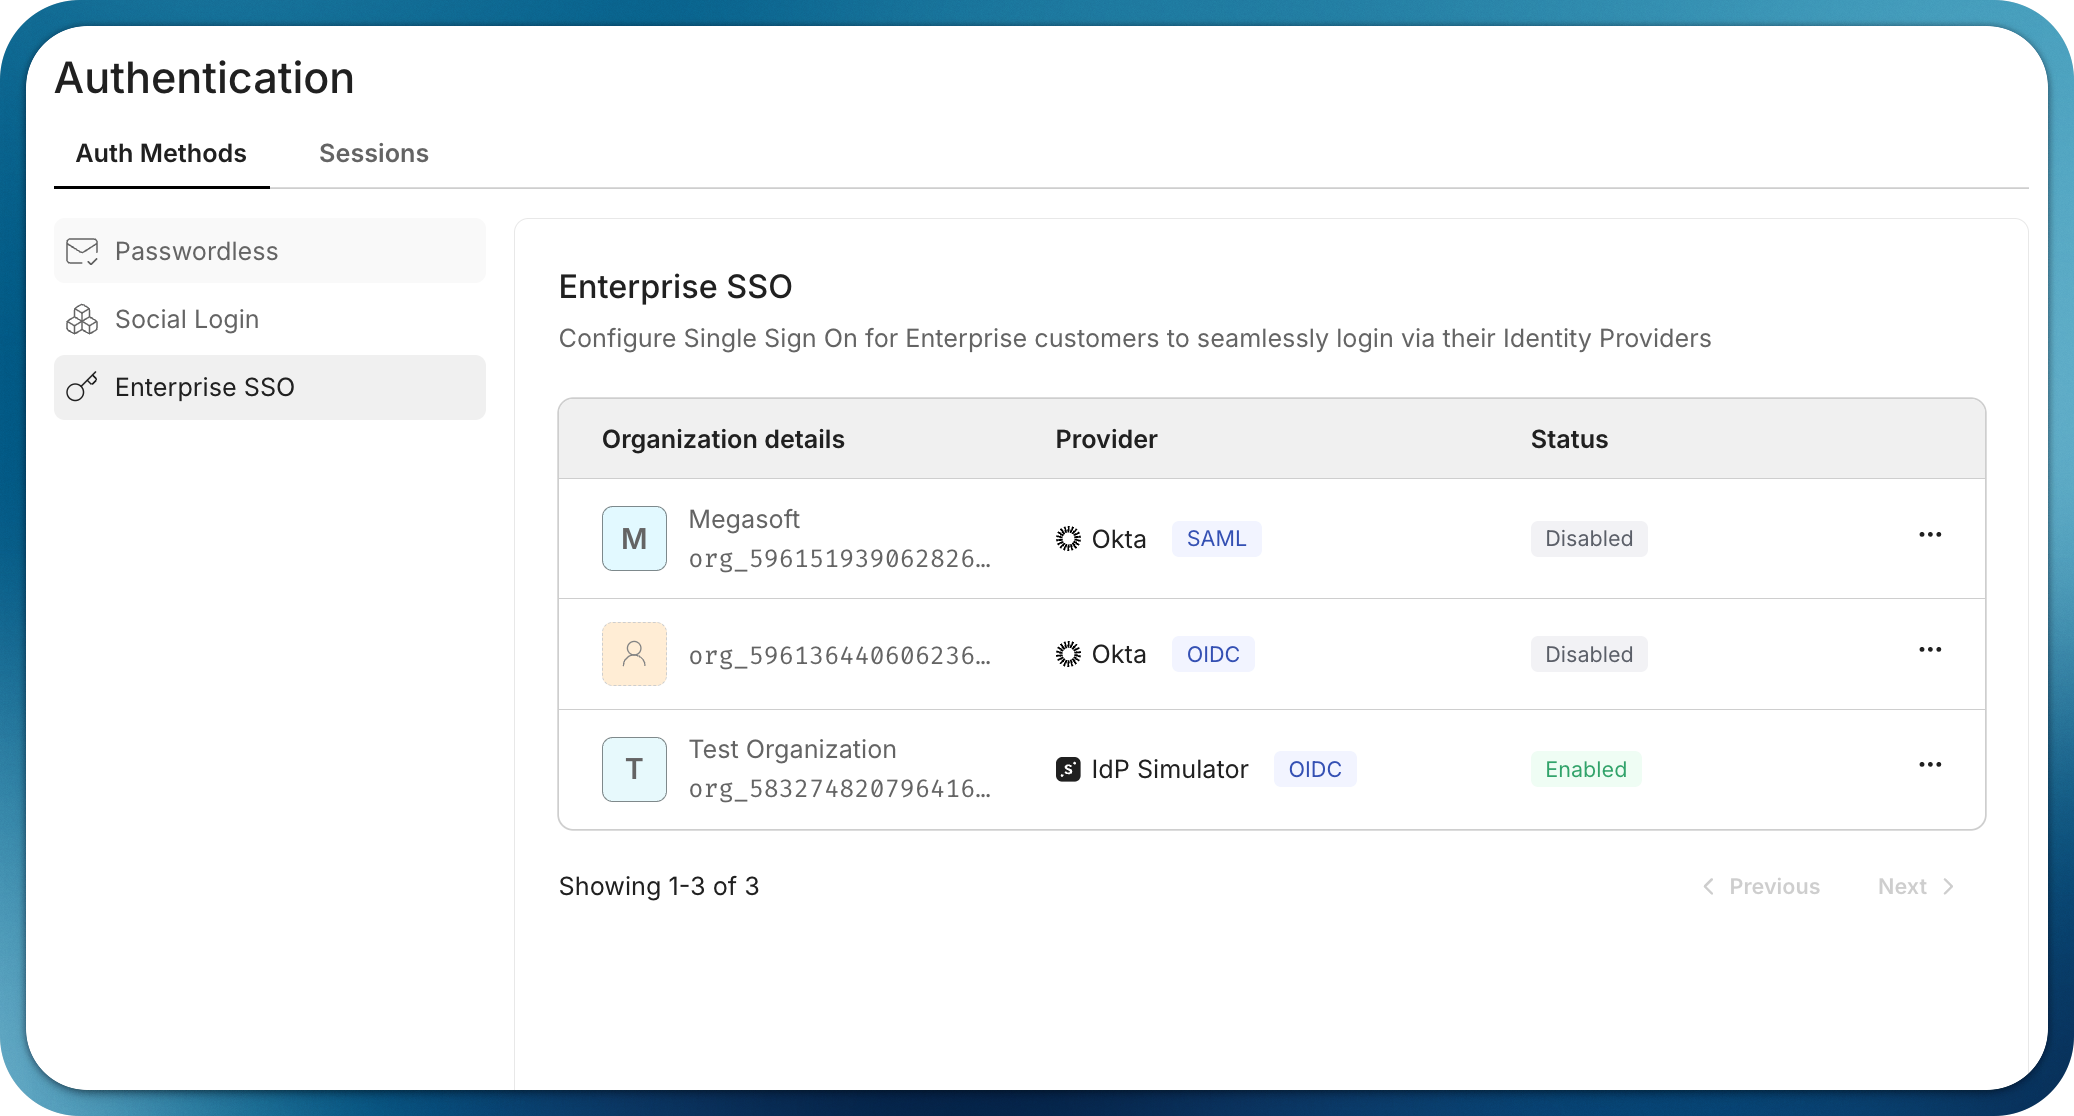 Authentication
Auth Methods
Sessions
Passwordless
Social Login
Enterprise SSO
Enterprise SSO
Configure Single Sign On for Enterprise customers to seamlessly login via their Identity Providers
Organization details Provider Status
M Megasoft
org_596151939062826…
Okta SAML Disabled
org_596136440606236…
Okta OIDC Disabled
T Test Organization
org_583274820796416…
S IdP Simulator OIDC Enabled
Showing 1-3 of 3
Previous Next